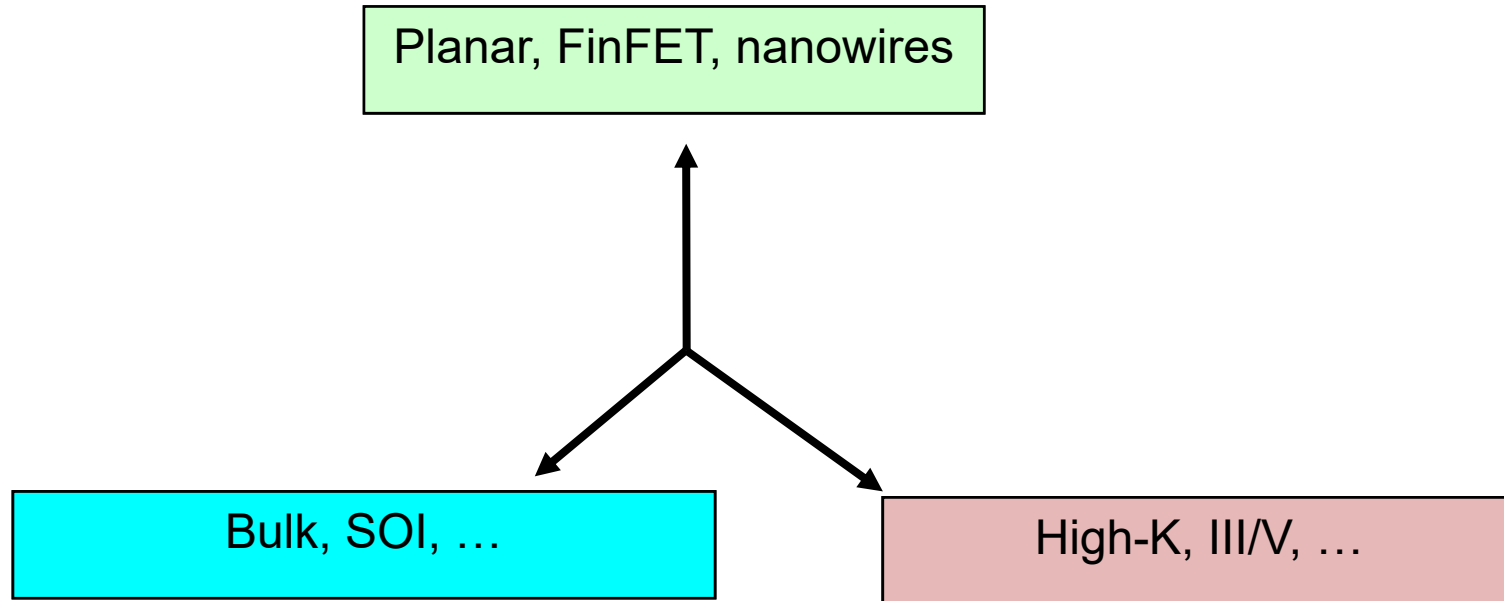 Planar, FinFET, nanowires
Bulk, SOI, …
High-K, III/V, …